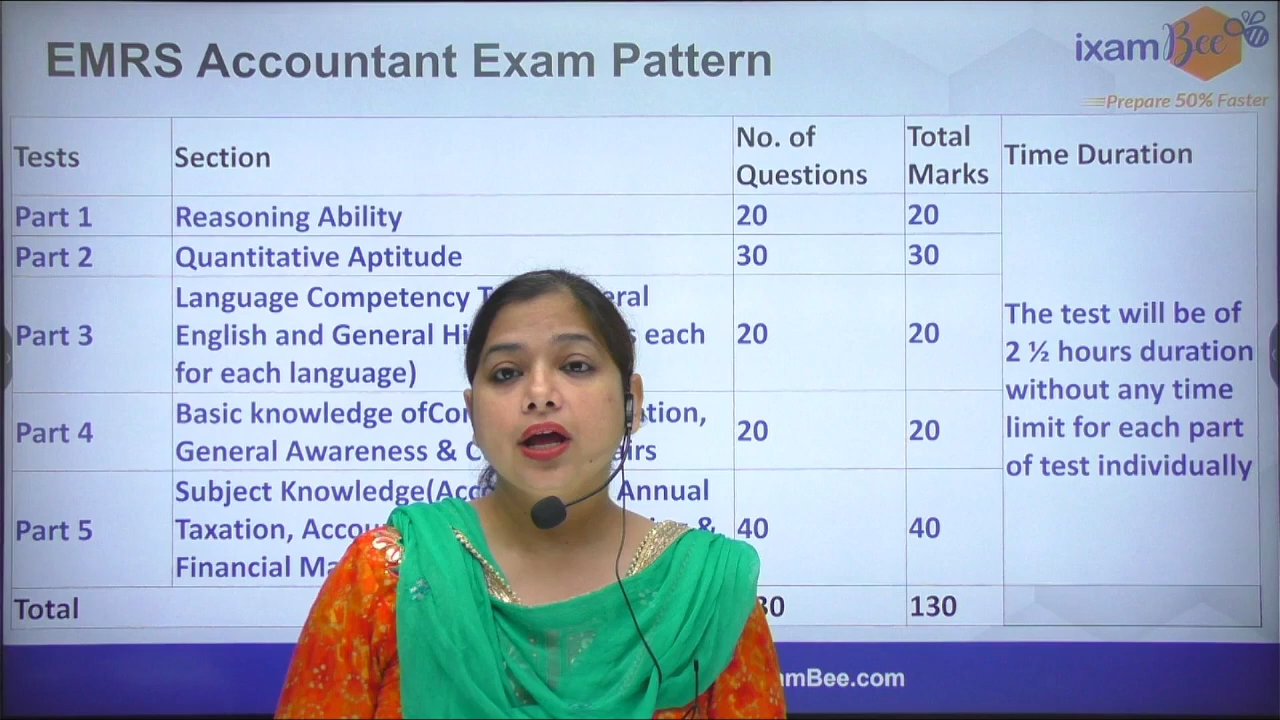 EMRS Accountant Exam Pattern
ixamBee
Prepare 50% Faster
Tests Section No. of Questions Total Marks Time Duration
Part 1 Reasoning Ability 20 20
Part 2 Quantitative Aptitude 30 30
Part 3
Language Competency
English and General
each
for each language)
20 20
Part 4
Basic knowledge
General Awareness &
20 20
Part 5
Subject Knowledge
Annual
Taxation,
&
Financial
40 40
The test will be of
2 ½ hours duration
without any time
limit for each part
of test individually
Total 130